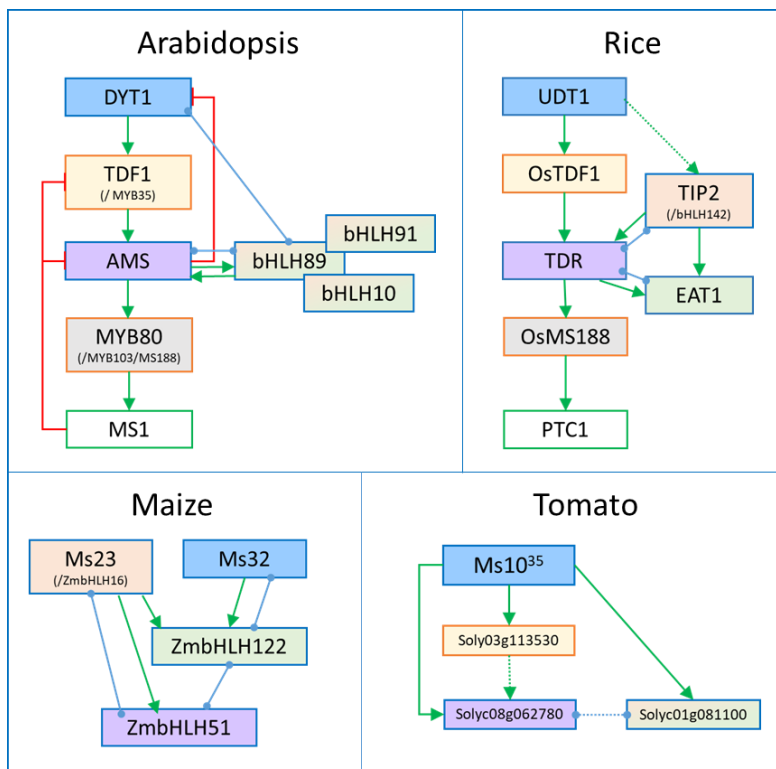 Arabidopsis
DYT1
TDF1
(/ MYB35)
AMS
bHLH89
bHLH91
bHLH10
MYB80
(/MYB103/MS188)
MS1
Rice
UDT1
OsTDF1
TIP2
(/bHLH142)
TDR
EAT1
OsMS188
PTC1
Maize
Ms23
(/ZmbHLH16)
Ms32
ZmbHLH122
ZmbHLH51
Tomato
Ms10³⁵
Soly03g113530
Solyc08g062780
Solyc01g081100